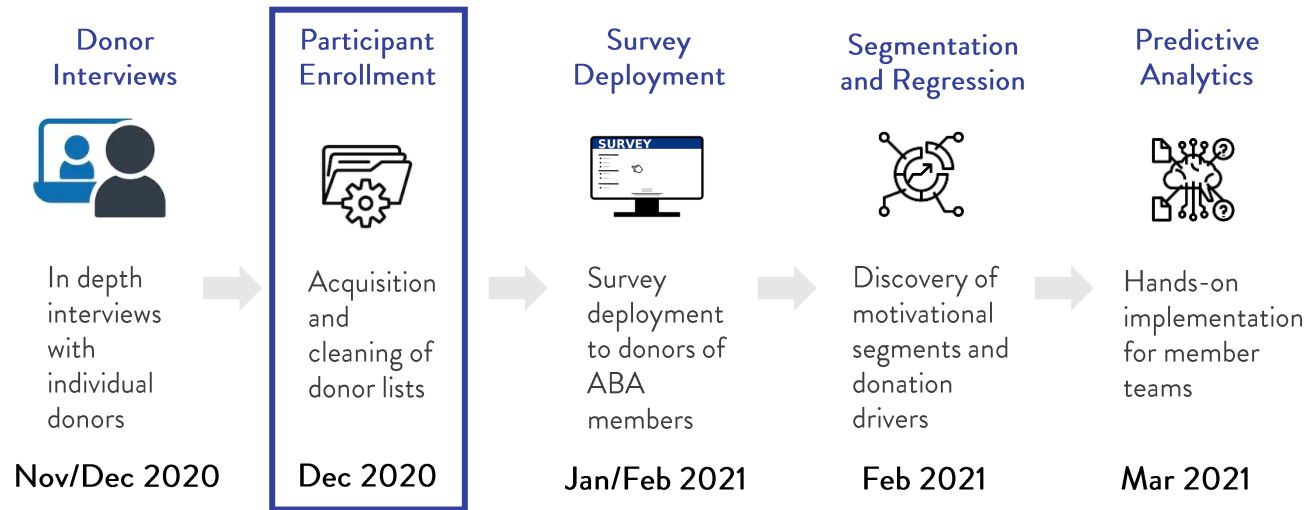 Donor
Interviews
In depth
interviews
with
individual
donors
Nov/Dec 2020
Participant
Enrollment
Acquisition
and
cleaning of
donor lists
Dec 2020
Survey
Deployment
SURVEY
Survey
deployment
to donors of
ABA
members
Jan/Feb 2021
Segmentation
and Regression
Discovery of
motivational
segments and
donation
drivers
Feb 2021
Predictive
Analytics
?
?
Hands-on
implementation
for member
teams
Mar 2021